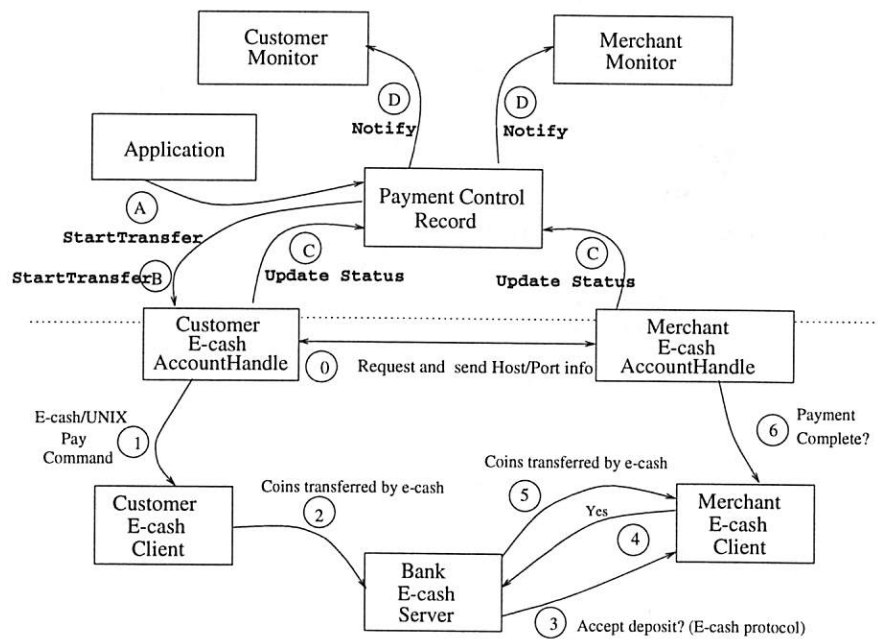 Customer
Monitor
Merchant
Monitor
D
Notify
D
Notify
Application
Payment Control
Record
A
StartTransfer
C
Update Status
C
Update Status
StartTransfer
B
Customer
E-cash
AccountHandle
Merchant
E-cash
AccountHandle
0
Request and send Host/Port info
E-cash/UNIX
Pay
Command
1
6
Payment
Complete?
Coins transferred by e-cash
2
Coins transferred by e-cash
5
Customer
E-cash
Client
Yes
4
Merchant
E-cash
Client
Bank
E-cash
Server
3
Accept deposit? (E-cash protocol)